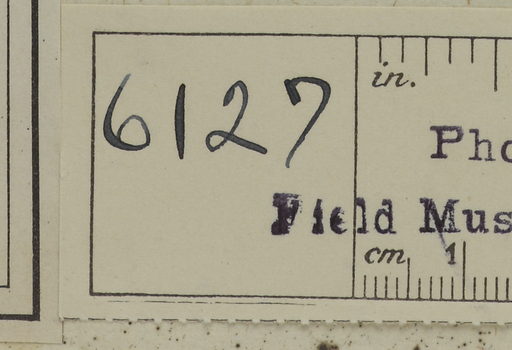 6127
in.
Pho
Field Mus
cm. 1